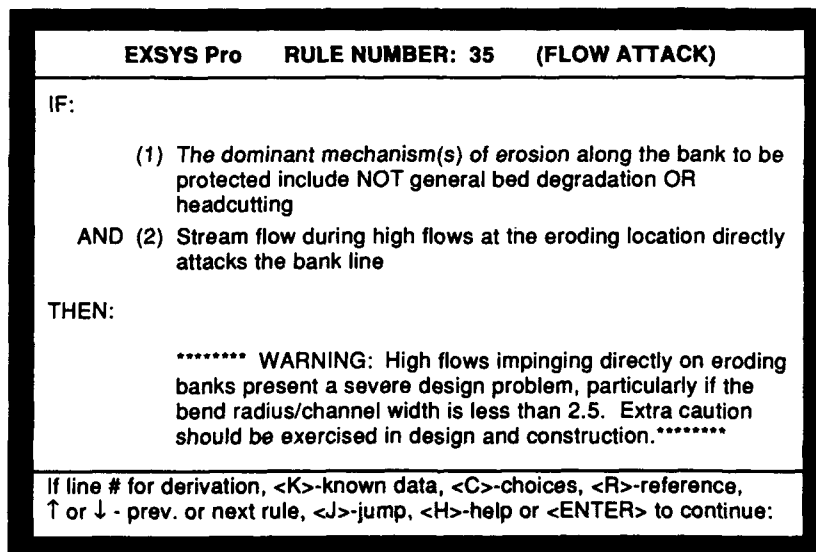 EXSYS Pro RULE NUMBER: 35 (FLOW ATTACK)
IF:
(1) The dominant mechanism(s) of erosion along the bank to be
protected include NOT general bed degradation OR
headcutting
AND (2) Stream flow during high flows at the eroding location directly
attacks the bank line
THEN:
******** WARNING: High flows impinging directly on eroding
banks present a severe design problem, particularly if the
bend radius/channel width is less than 2.5. Extra caution
should be exercised in design and construction.********
If line # for derivation, <K>-known data, <C>-choices, <R>-reference,
↑ or ↓ - prev. or next rule, <J>-jump, <H>-help or <ENTER> to continue: